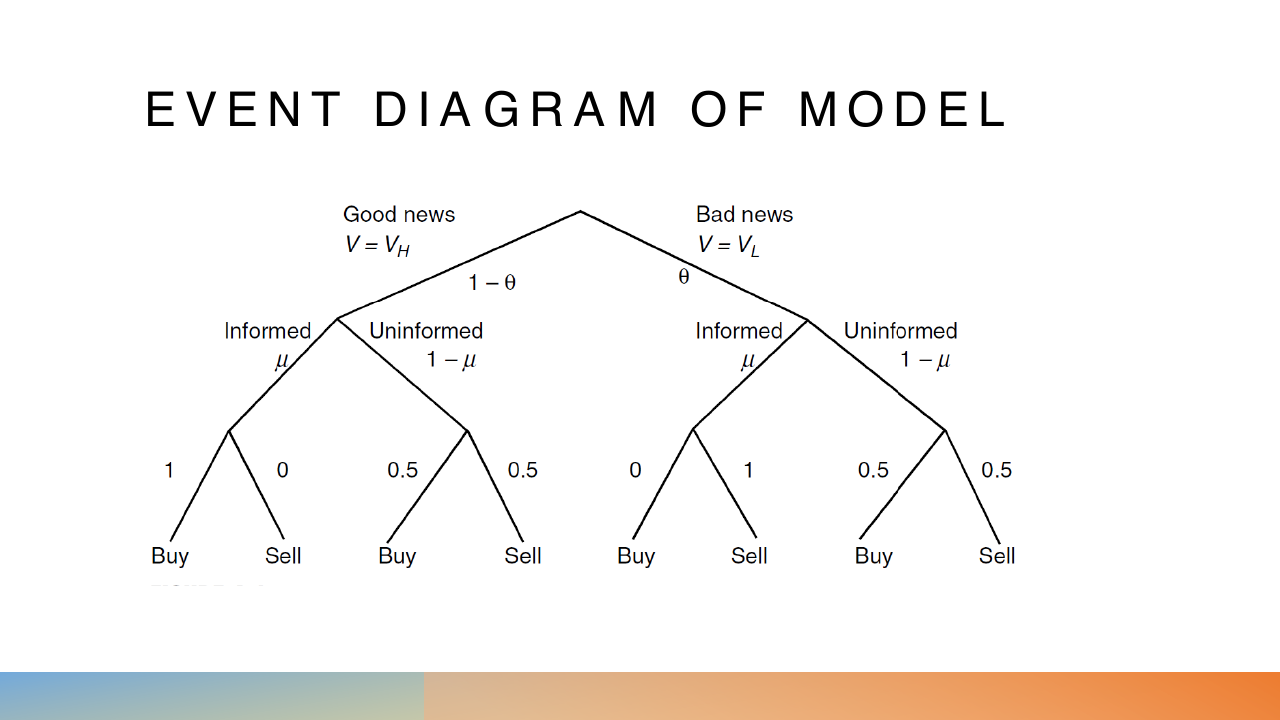 EVENT DIAGRAM OF MODEL
Good news
V = V_H
Bad news
V = V_L
1 – θ
θ
Informed
μ
Uninformed
1 – μ
Informed
μ
Uninformed
1 – μ
1
0
0.5
0.5
0
1
0.5
0.5
Buy
Sell
Buy
Sell
Buy
Sell
Buy
Sell